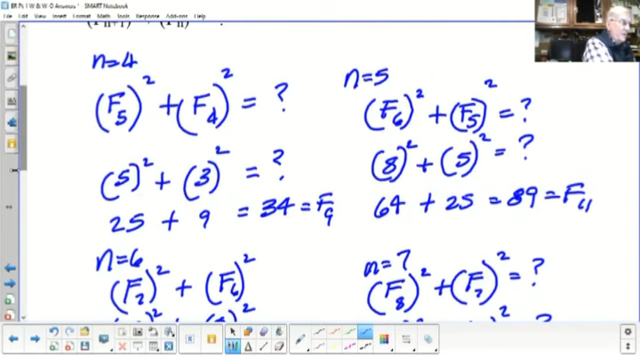 File Edit View Insert Format Tools Math Response Add-ons Help
n=4
(F₅)² + (F₄)² = ?
(5)² + (3)² = ?
25 + 9 = 34 = F₉
n=5
(F₆)² + (F₅)² = ?
(8)² + (5)² = ?
64 + 25 = 89 = F₁₁
n=6
(F₇)² + (F₆)²
n=7
(F₈)² + (F₇)² = ?